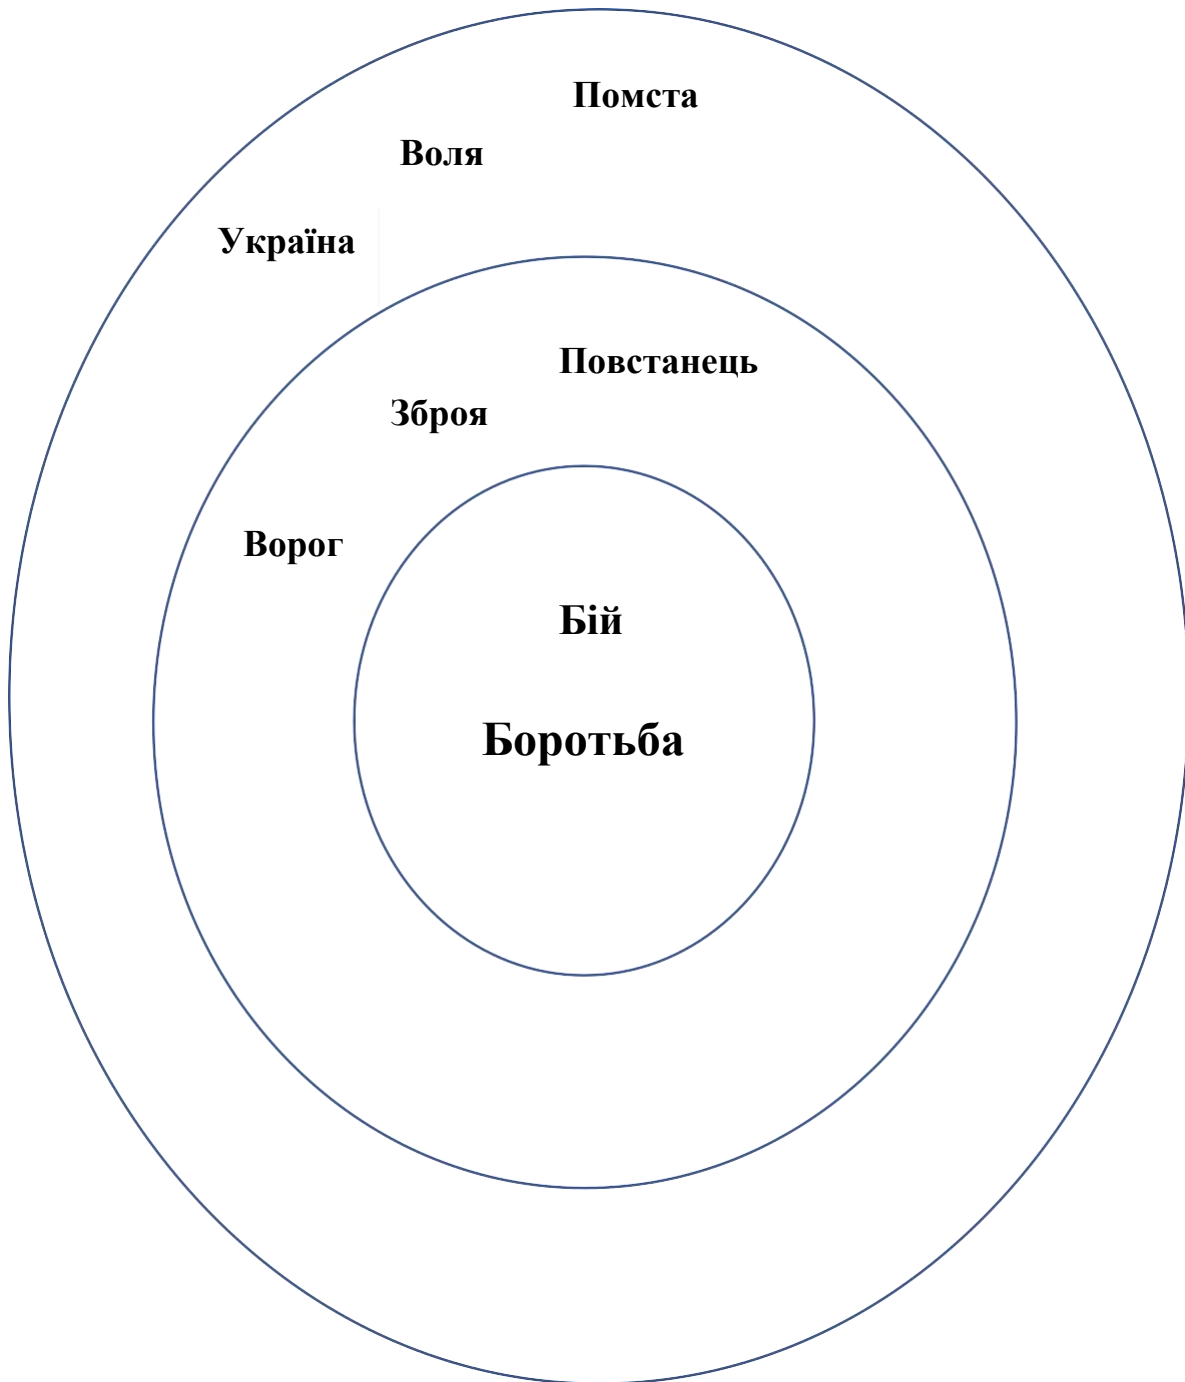 Помста
Воля
Україна
Повстанець
Зброя
Ворог
Бій
Боротьба